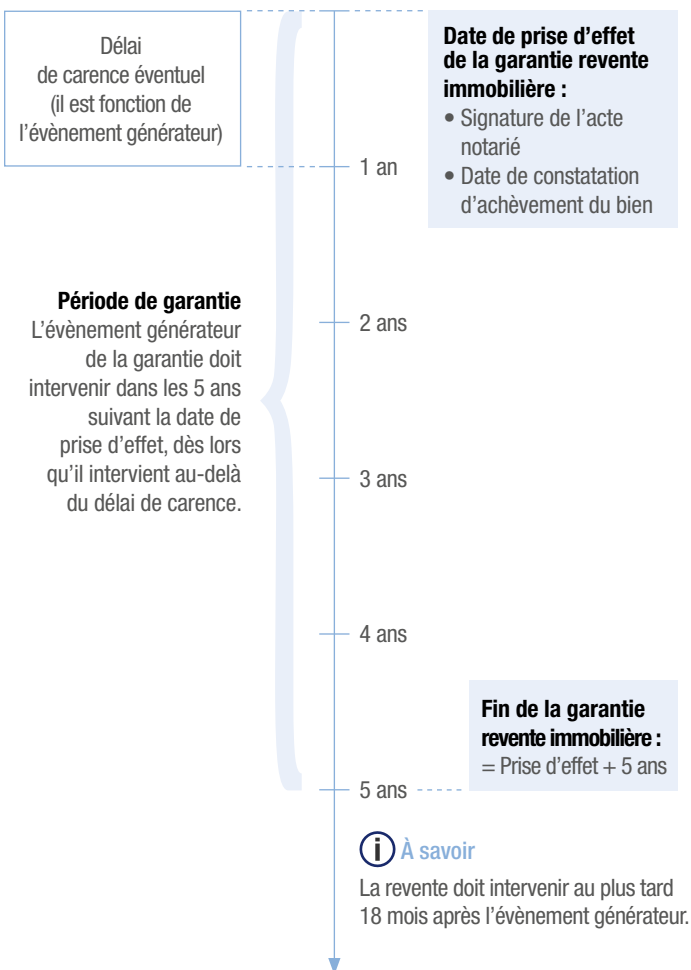 Délai
de carence éventuel
(il est fonction de
l'évènement générateur)
Date de prise d'effet
de la garantie revente
immobilière :
• Signature de l'acte
notarié
• Date de constatation
d'achèvement du bien
1 an
Période de garantie
L'évènement générateur
de la garantie doit
intervenir dans les 5 ans
suivant la date de
prise d'effet, dès lors
qu'il intervient au-delà
du délai de carence.
2 ans
3 ans
4 ans
Fin de la garantie
revente immobilière :
= Prise d'effet + 5 ans
5 ans
i À savoir
La revente doit intervenir au plus tard
18 mois après l'évènement générateur.